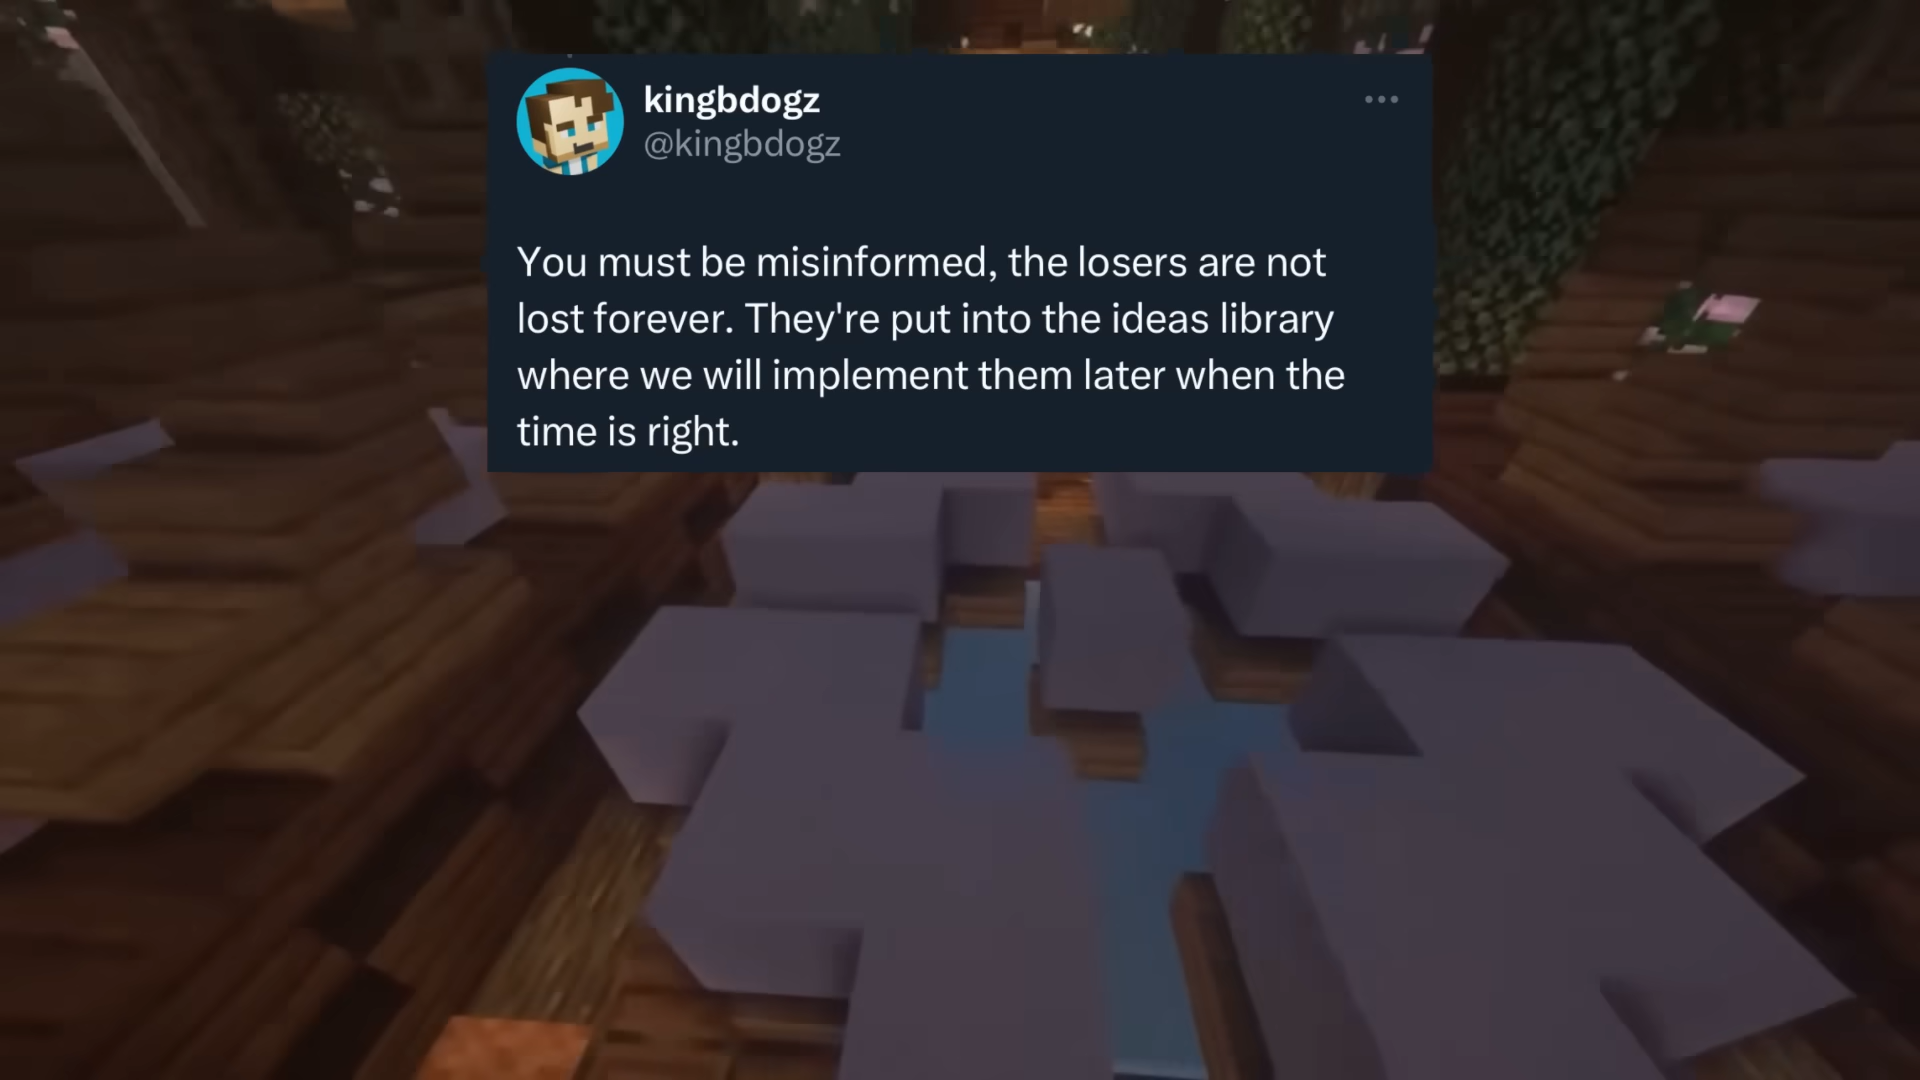 kingbdogz
@kingbdogz
You must be misinformed, the losers are not
lost forever. They're put into the ideas library
where we will implement them later when the
time is right.